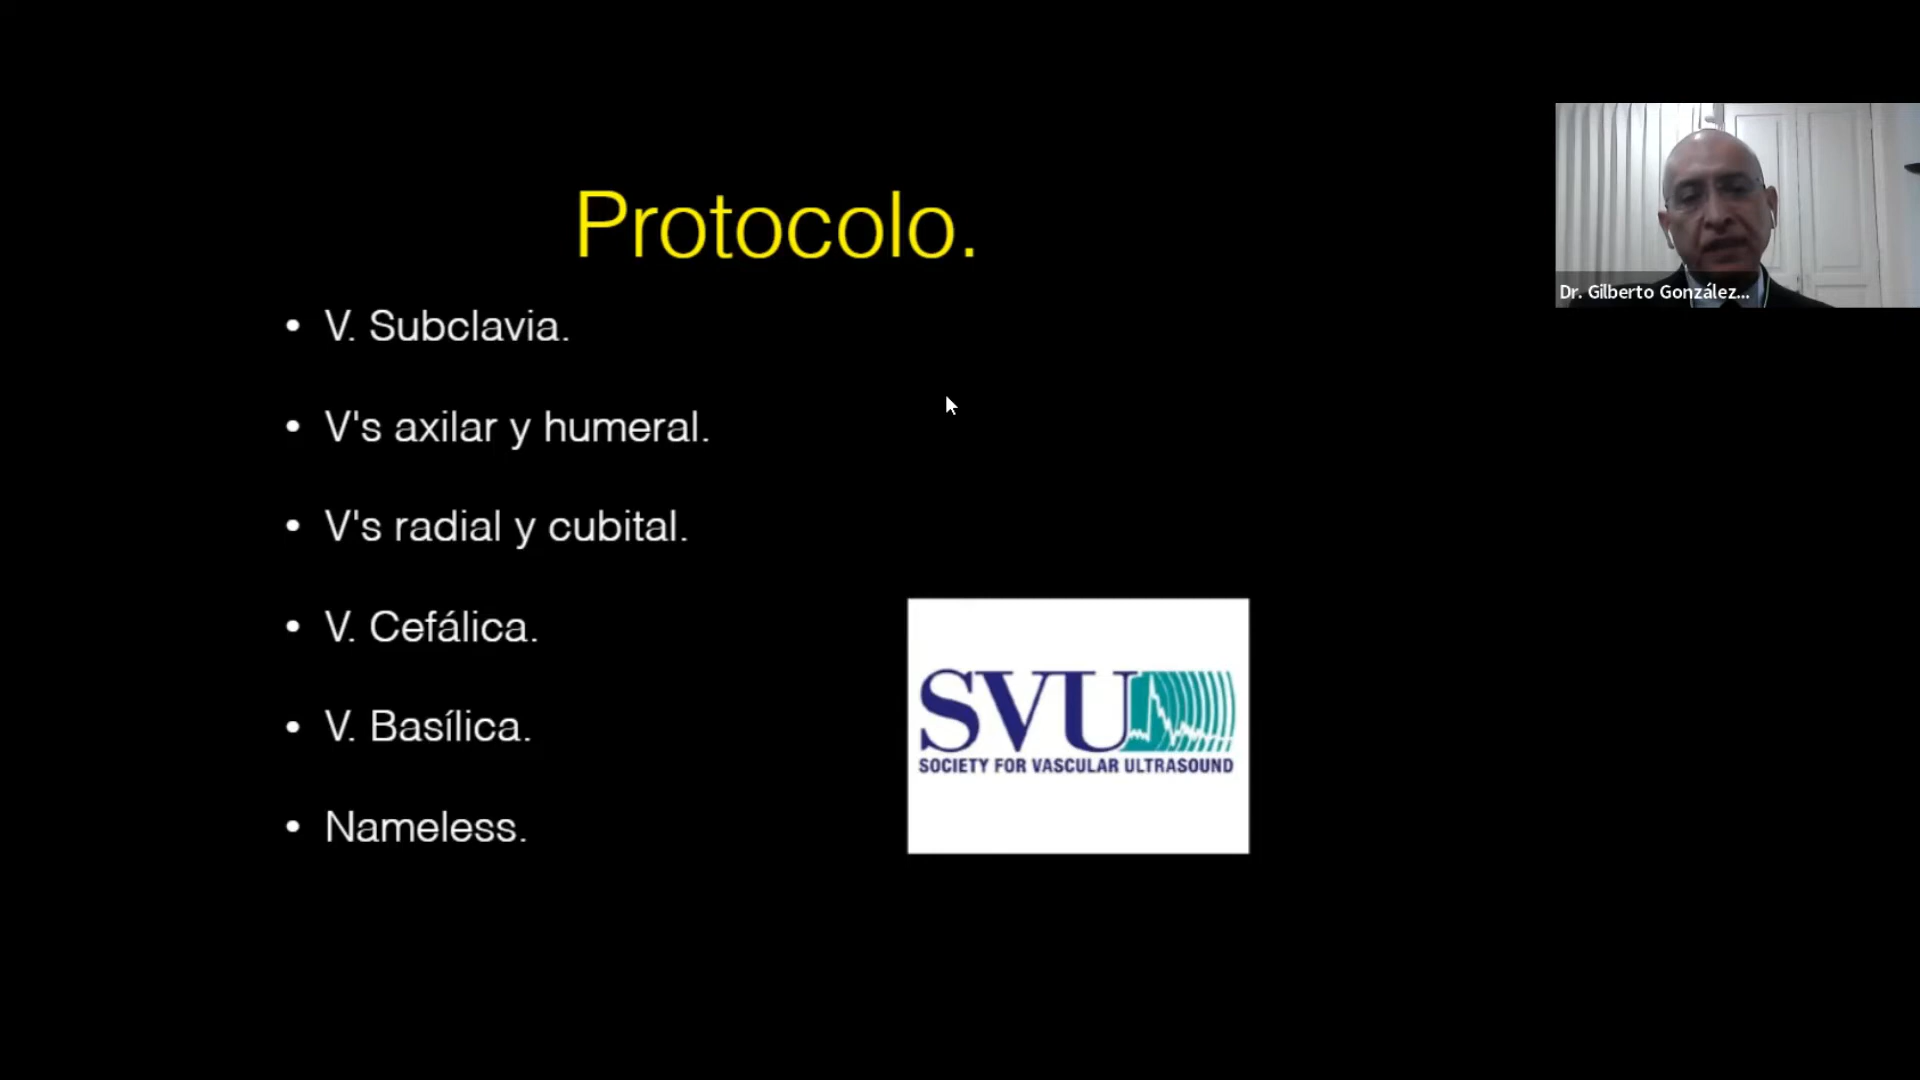 Protocolo.
• V. Subclavia.
• V's axilar y humeral.
• V's radial y cubital.
• V. Cefálica.
• V. Basílica.
• Nameless.
SVU
SOCIETY FOR VASCULAR ULTRASOUND
Dr. Gilberto González...